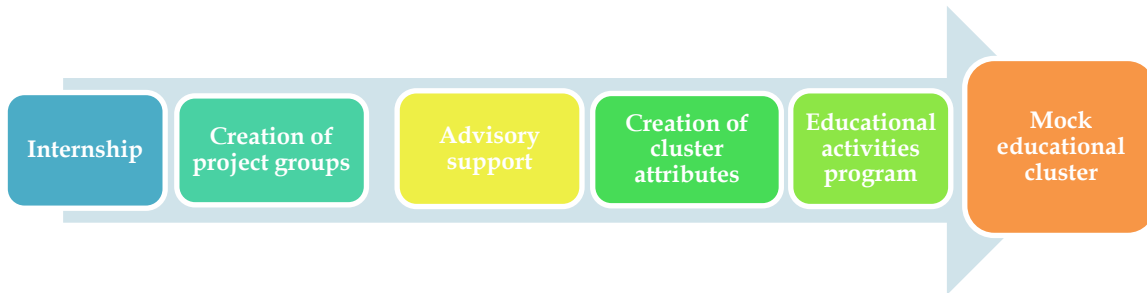 Internship
Creation of
project groups
Advisory
support
Creation of
cluster
attributes
Educational
activities
program
Mock
educational
cluster